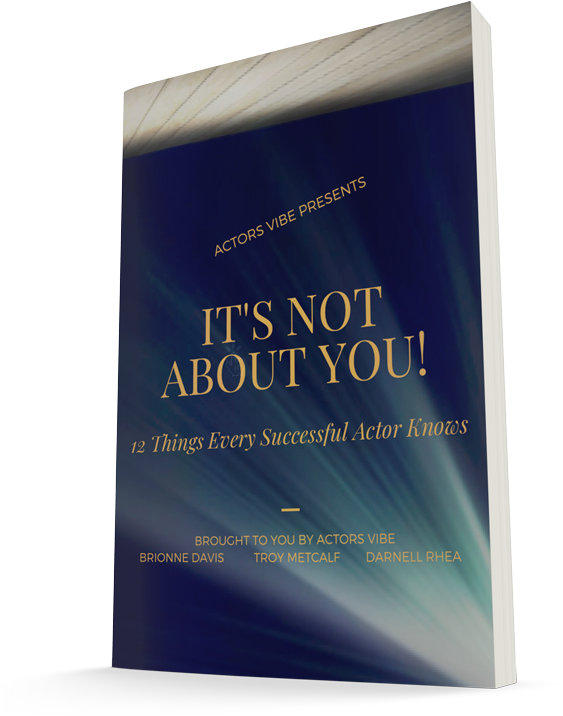 ACTORS VIBE PRESENTS
IT'S NOT
ABOUT YOU!
12 Things Every Successful Actor Knows
BROUGHT TO YOU BY ACTORS VIBE
BRIONNE DAVIS TROY METCALF DARNELL RHEA